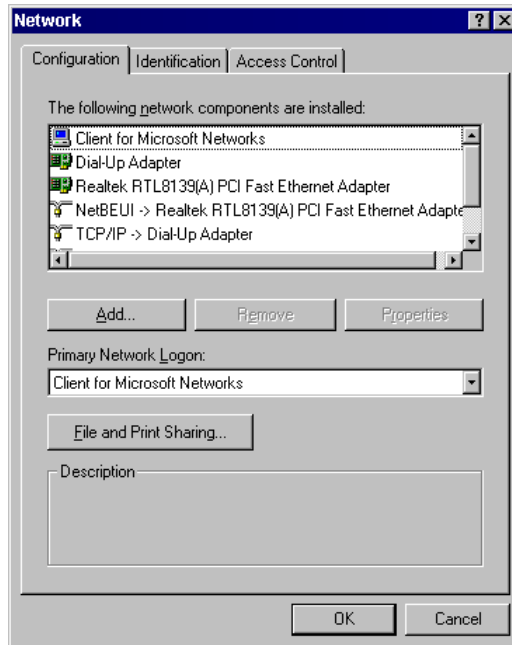 Network
Configuration Identification Access Control
The following network components are installed:
Client for Microsoft Networks
Dial-Up Adapter
Realtek RTL8139(A) PCI Fast Ethernet Adapter
NetBEUI -> Realtek RTL8139(A) PCI Fast Ethernet Adapte
TCP/IP -> Dial-Up Adapter
Add... Remove Properties
Primary Network Logon:
Client for Microsoft Networks
File and Print Sharing...
Description
OK Cancel